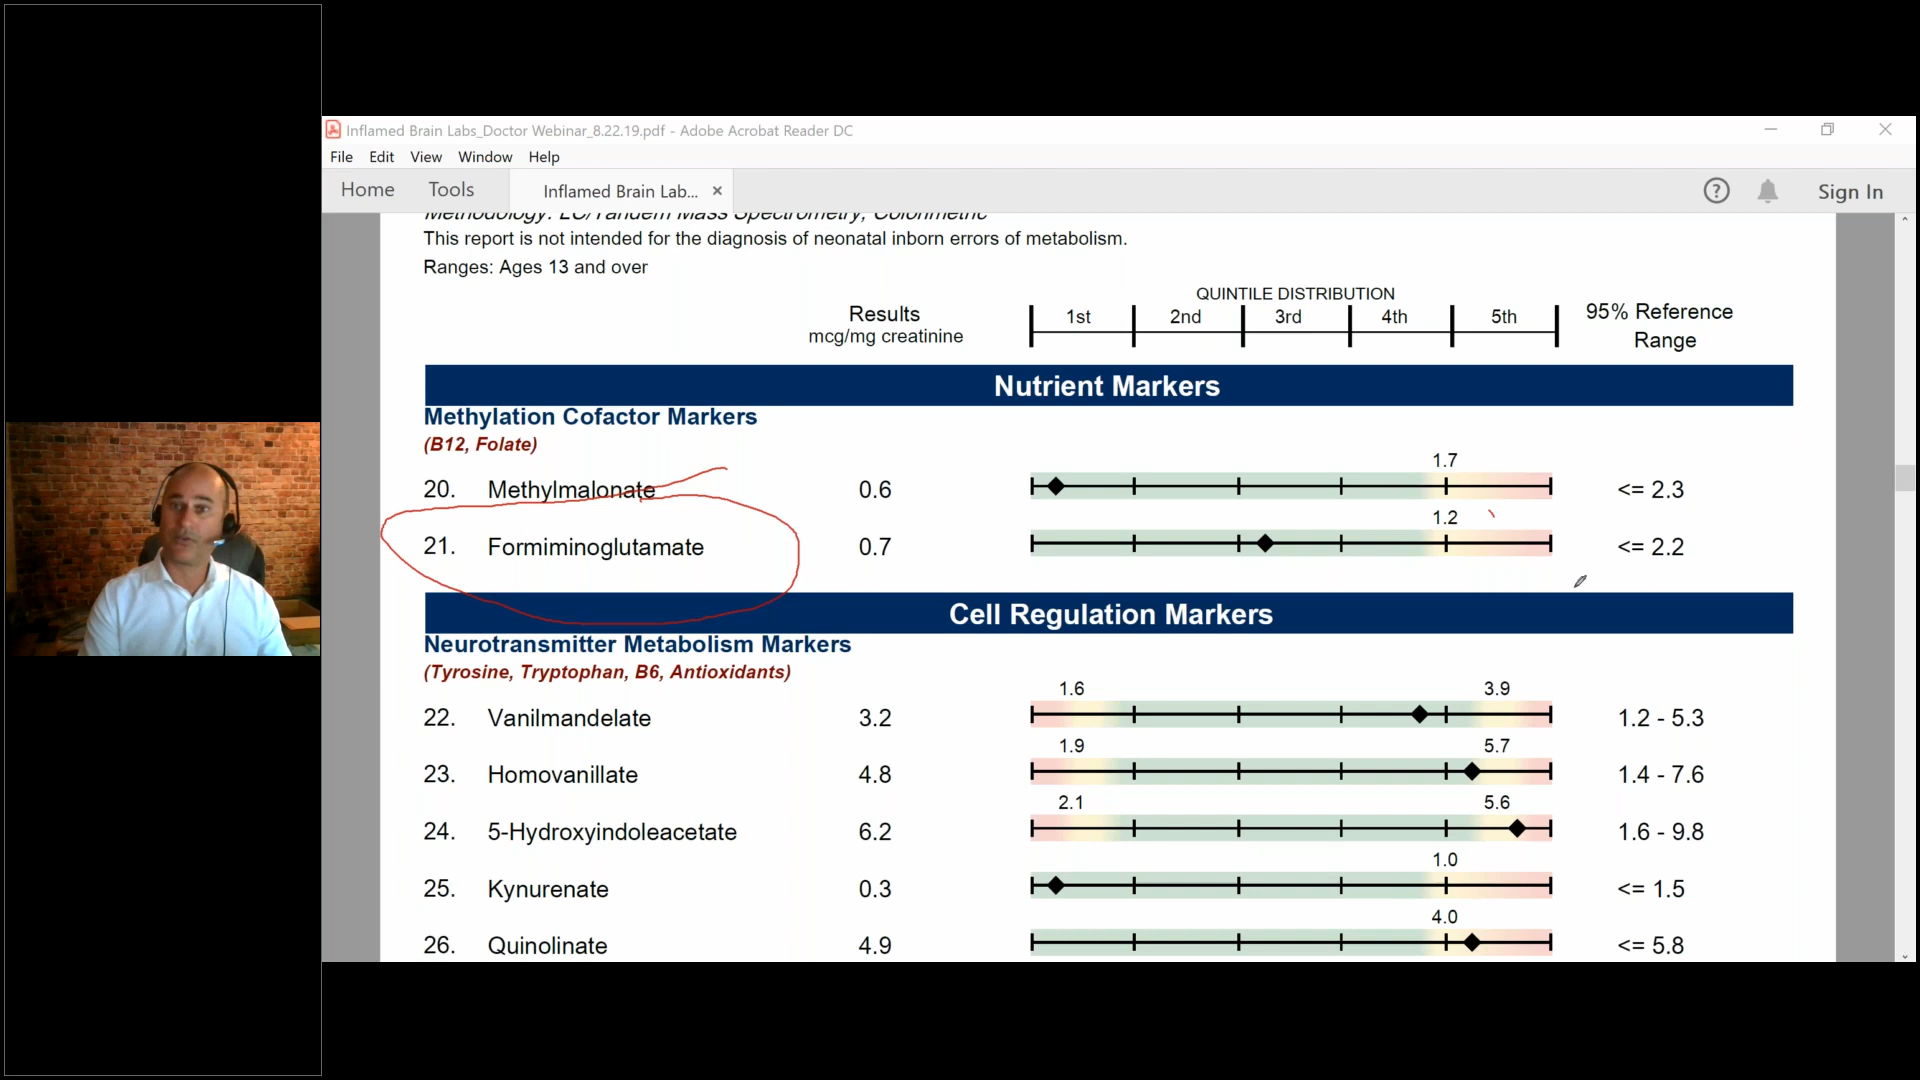 Inflamed Brain Labs_Doctor Webinar_8.22.19.pdf - Adobe Acrobat Reader DC
File Edit View Window Help
Home Tools Inflamed Brain Lab... × ? Sign In
Methodology: LC/Tandem Mass Spectrometry, Colorimetric
This report is not intended for the diagnosis of neonatal inborn errors of metabolism.
Ranges: Ages 13 and over
QUINTILE DISTRIBUTION
Results 1st 2nd 3rd 4th 5th 95% Reference
mcg/mg creatinine Range
Nutrient Markers
Methylation Cofactor Markers
(B12, Folate)
1.7
20. Methylmalonate 0.6 <= 2.3
1.2
21. Formiminoglutamate 0.7 <= 2.2
Cell Regulation Markers
Neurotransmitter Metabolism Markers
(Tyrosine, Tryptophan, B6, Antioxidants)
1.6 3.9
22. Vanilmandelate 3.2 1.2 - 5.3
1.9 5.7
23. Homovanillate 4.8 1.4 - 7.6
2.1 5.6
24. 5-Hydroxyindoleacetate 6.2 1.6 - 9.8
1.0
25. Kynurenate 0.3 <= 1.5
4.0
26. Quinolinate 4.9 <= 5.8